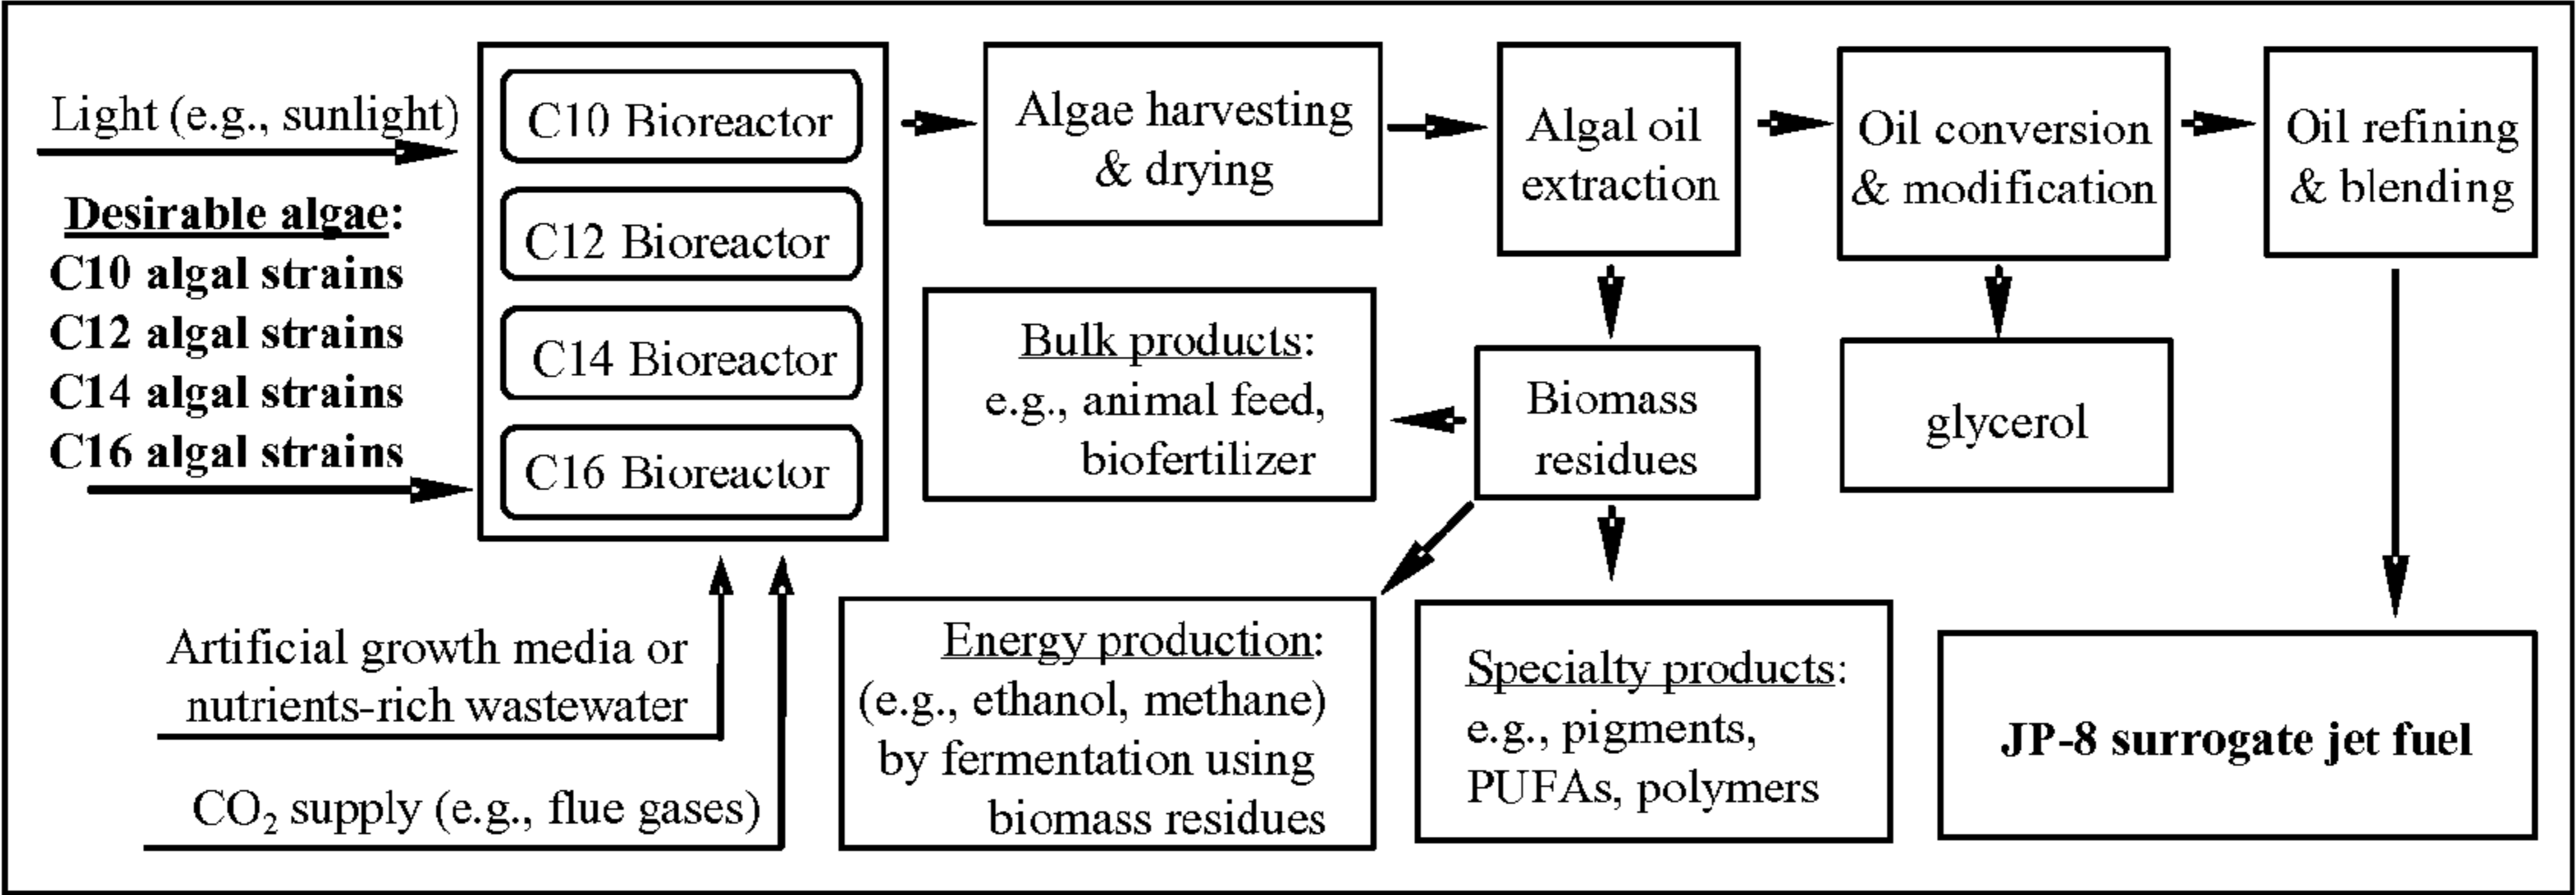 Light (e.g., sunlight)
Desirable algae:
C10 algal strains
C12 algal strains
C14 algal strains
C16 algal strains
Artificial growth media or
nutrients-rich wastewater
CO₂ supply (e.g., flue gases)
C10 Bioreactor
C12 Bioreactor
C14 Bioreactor
C16 Bioreactor
Algae harvesting
& drying
Algal oil
extraction
Oil conversion
& modification
Oil refining
& blending
Bulk products:
e.g., animal feed,
biofertilizer
Biomass
residues
glycerol
Energy production:
(e.g., ethanol, methane)
by fermentation using
biomass residues
Specialty products:
e.g., pigments,
PUFAs, polymers
JP-8 surrogate jet fuel